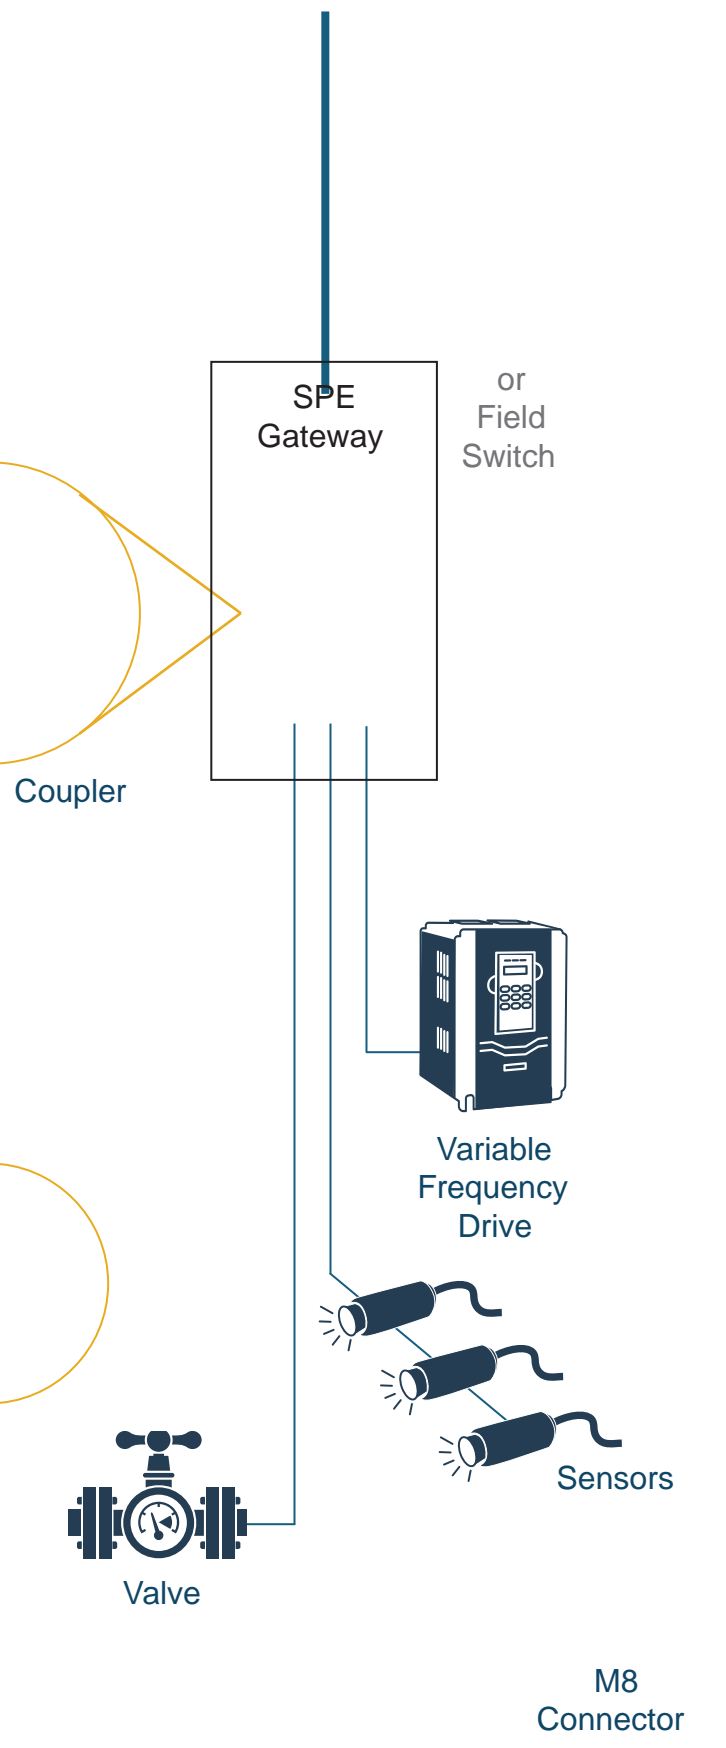 SPE
Gateway
or
Field
Switch
Coupler
Variable
Frequency
Drive
Sensors
Valve
M8
Connector